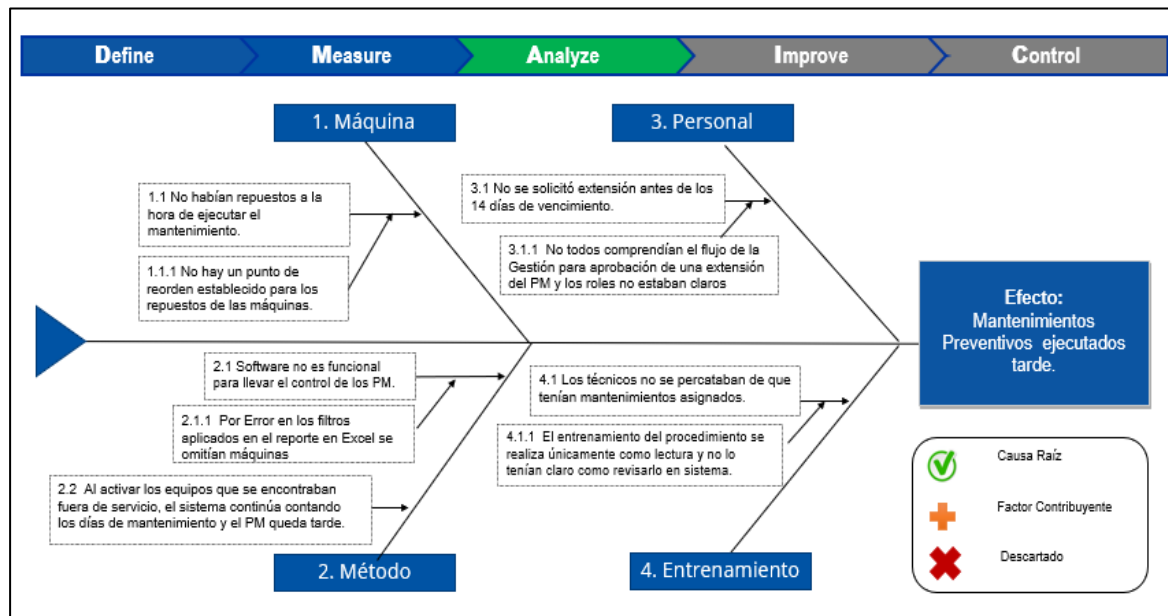 Define
Measure
Analyze
Improve
Control
1. Máquina
3. Personal
1.1 No habían repuestos a la
hora de ejecutar el
mantenimiento.
1.1.1 No hay un punto de
reorden establecido para los
repuestos de las máquinas.
3.1 No se solicitó extensión antes de los
14 días de vencimiento.
3.1.1 No todos comprendían el flujo de la
Gestión para aprobación de una extensión
del PM y los roles no estaban claros
Efecto:
Mantenimientos
Preventivos ejecutados
tarde.
2.1 Software no es funcional
para llevar el control de los PM.
2.1.1 Por Error en los filtros
aplicados en el reporte en Excel se
omitían máquinas
2.2 Al activar los equipos que se encontraban
fuera de servicio, el sistema continúa contando
los días de mantenimiento y el PM queda tarde.
4.1 Los técnicos no se percataban de que
tenían mantenimientos asignados.
4.1.1 El entrenamiento del procedimiento se
realiza únicamente como lectura y no lo
tenían claro como revisarlo en sistema.
2. Método
4. Entrenamiento
Causa Raíz
Factor Contribuyente
Descartado